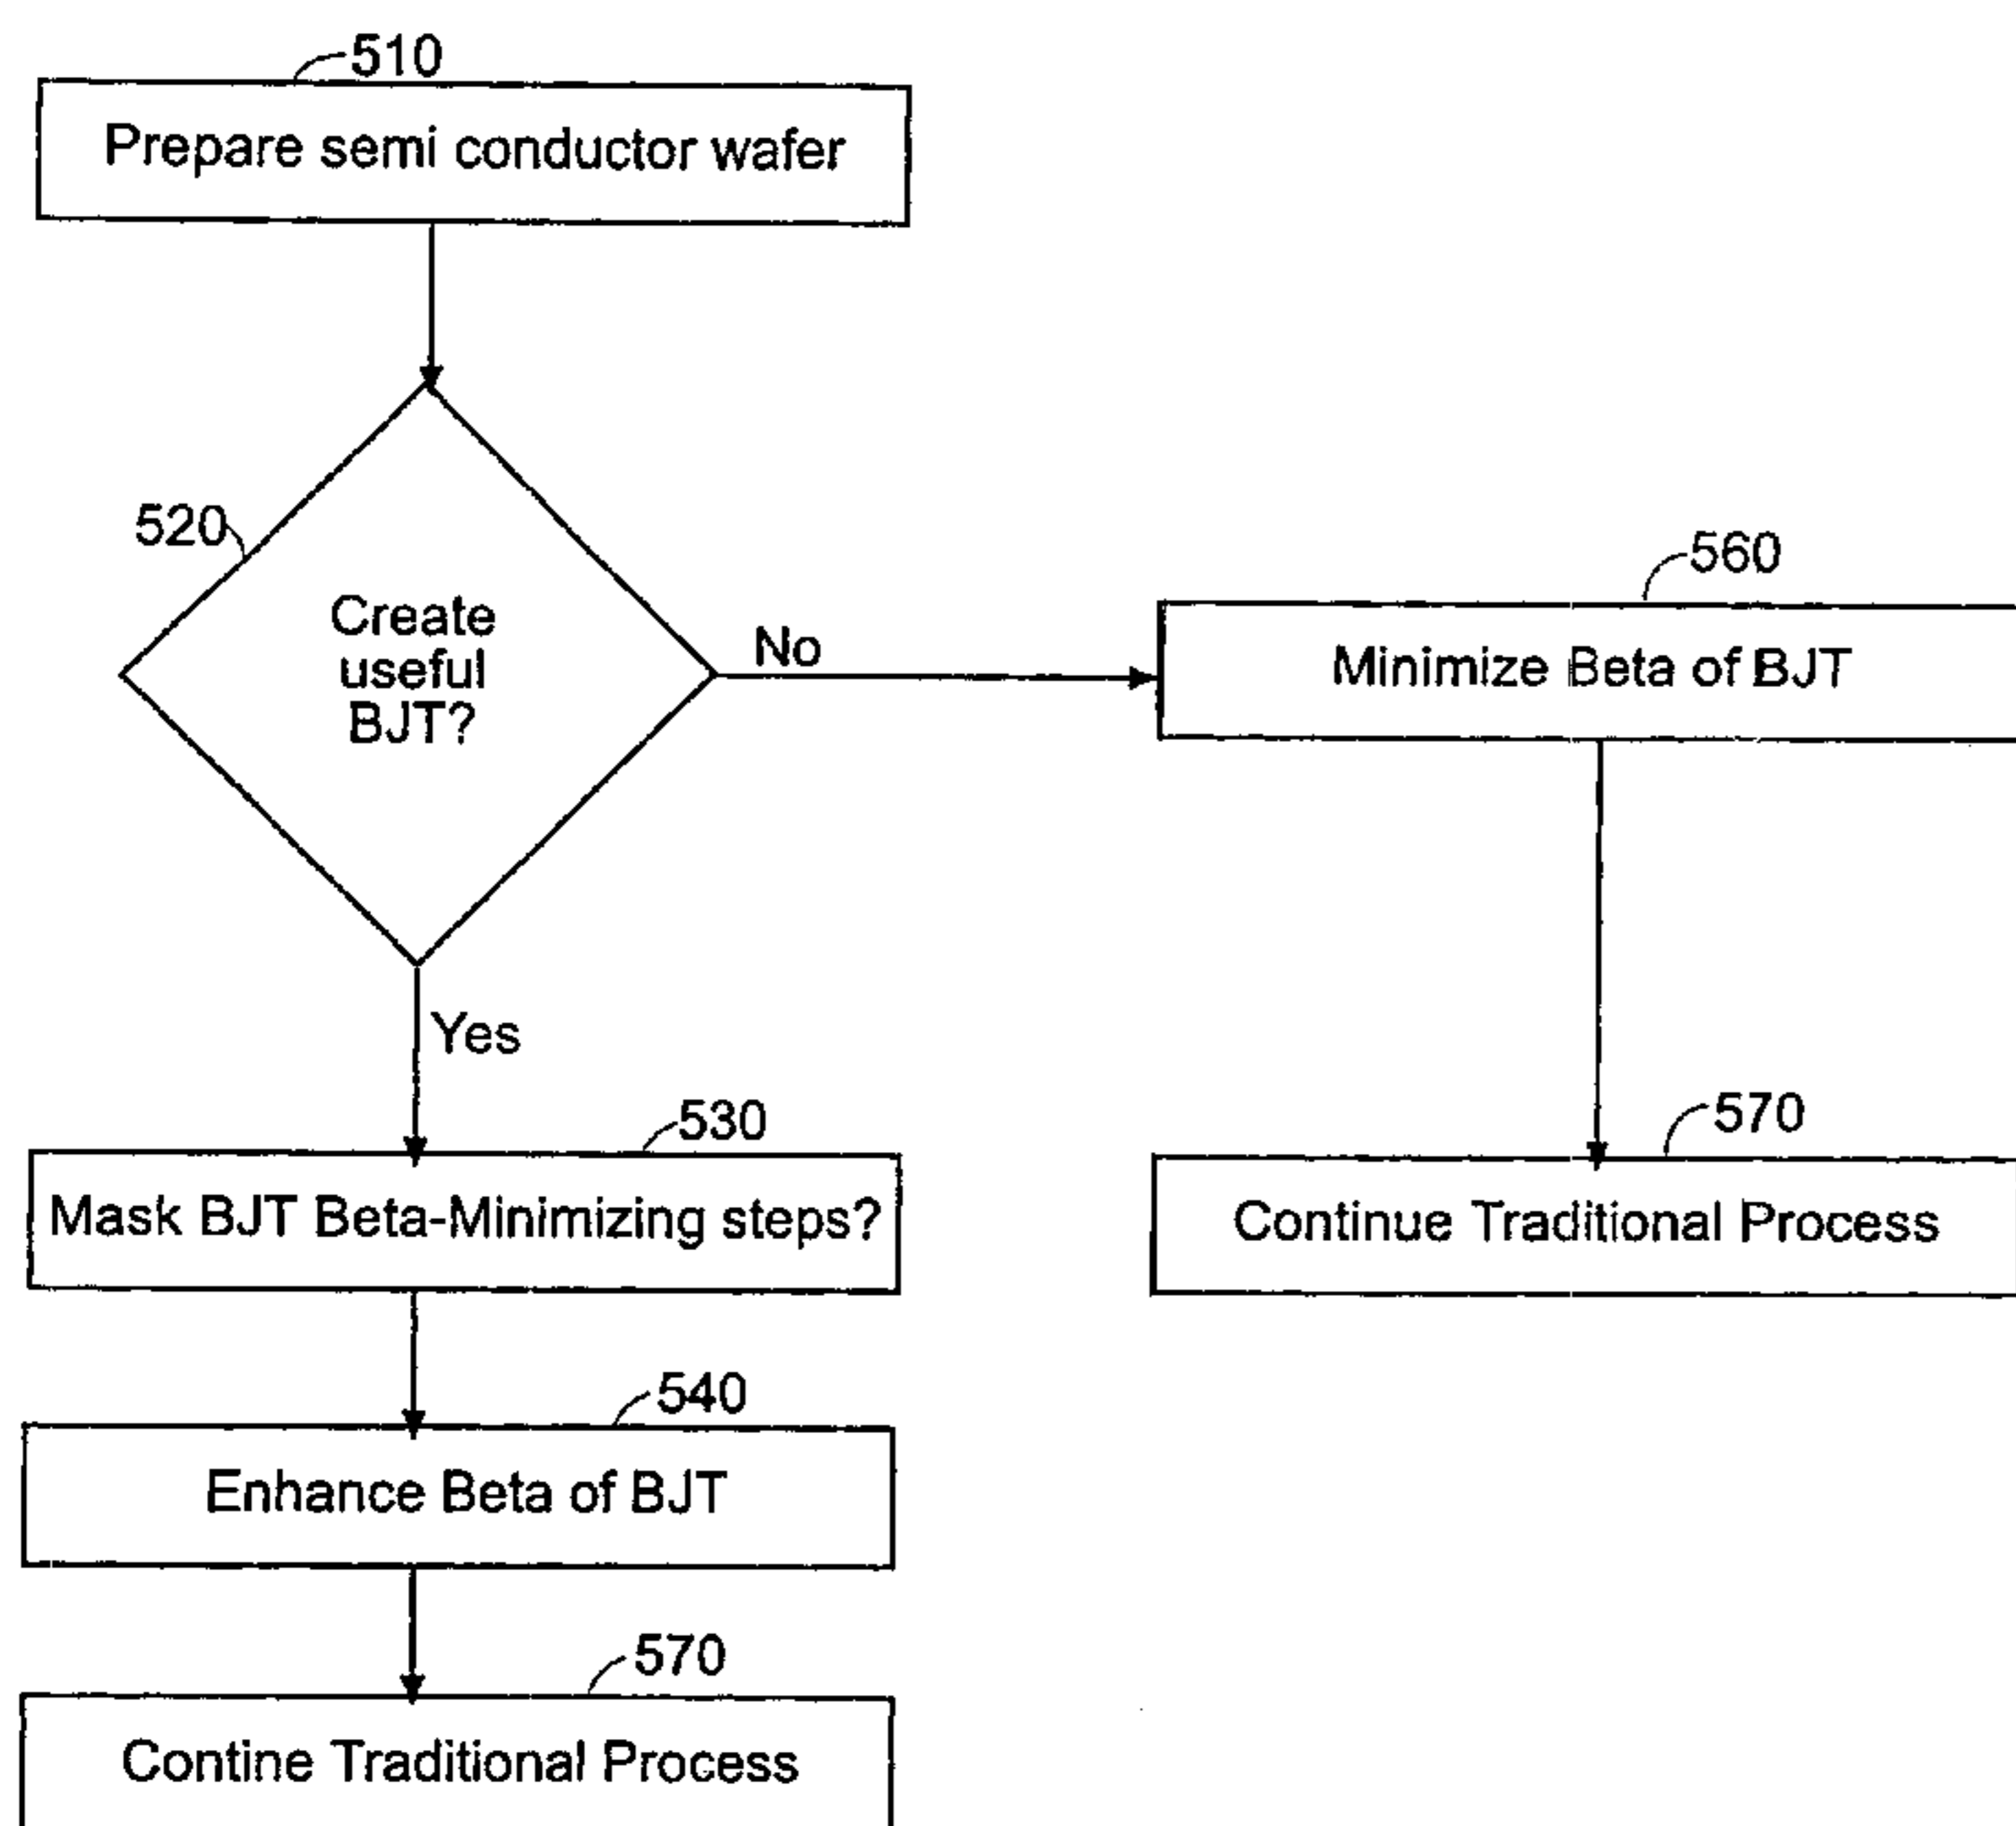 510
Prepare semi conductor wafer
520
Create
useful
BJT?
No
560
Minimize Beta of BJT
Yes
530
Mask BJT Beta-Minimizing steps?
570
Continue Traditional Process
540
Enhance Beta of BJT
570
Contine Traditional Process